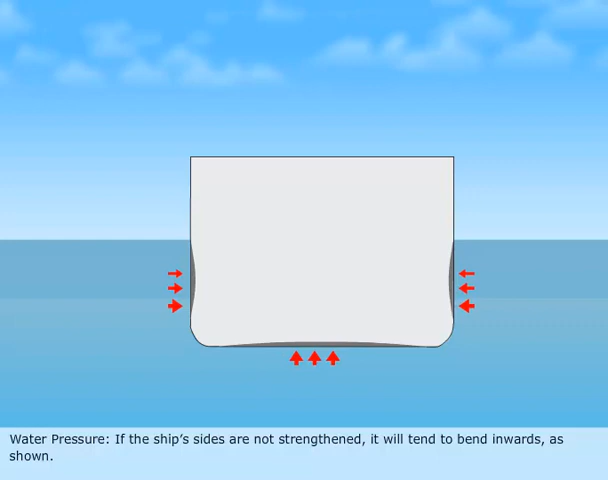 Water Pressure: If the ship's sides are not strengthened, it will tend to bend inwards, as
shown.